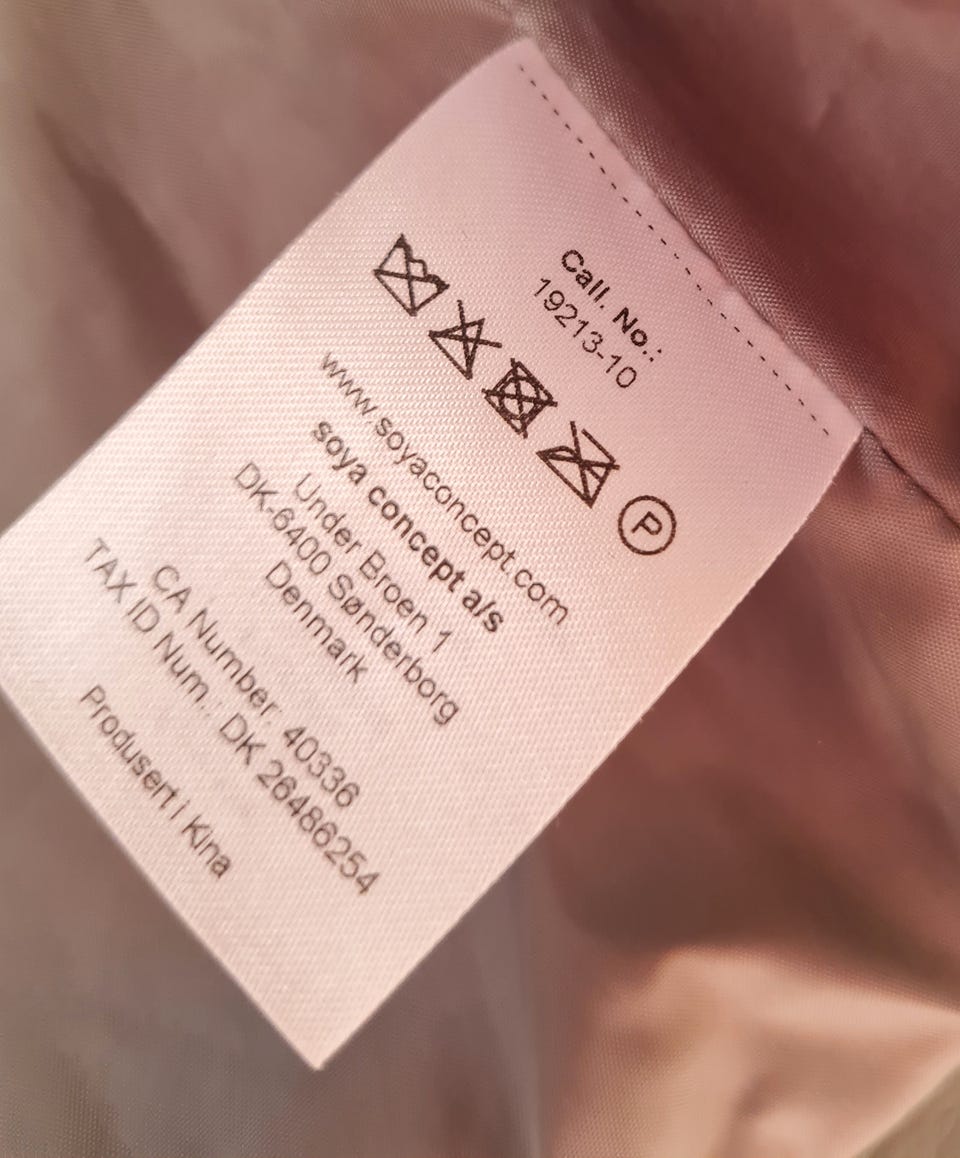 Call. No.:
19213-10
P
www.soyaconcept.com
soya concept a/s
Under Broen 1
DK-6400 Sønderborg
Denmark
CA Number: 40336
TAX ID Num.: DK 26486254
Produsert i Kina